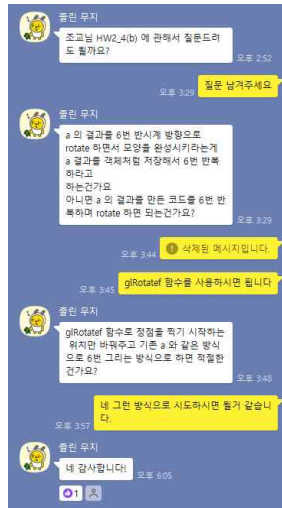 졸린 무지
조교님 HW2_4(b) 에 관해서 질문드려
도 될까요?
오후 2:52
질문 남겨주세요
오후 3:29
졸린 무지
a 의 결과를 6번 반시계 방향으로
rotate 하면서 모양을 완성시키라는게
a 결과를 객체처럼 저장해서 6번 반복
하라고
하는건가요
아니면 a 의 결과를 만든 코드를 6번 반
복하며 rotate 하면 되는건가요?
오후 3:29
삭제된 메시지입니다.
오후 3:44
glRotatef 함수를 사용하시면 됩니다
오후 3:45
졸린 무지
glRotatef 함수로 정점을 찍기 시작하는
위치만 바꿔주고 기존 a 와 같은 방식
으로 6번 그리는 방식으로 하면 적절한
건가요?
오후 3:48
네 그런 방식으로 시도하시면 될거 같습니
다.
오후 3:57
졸린 무지
네 감사합니다!
오후 6:05
1